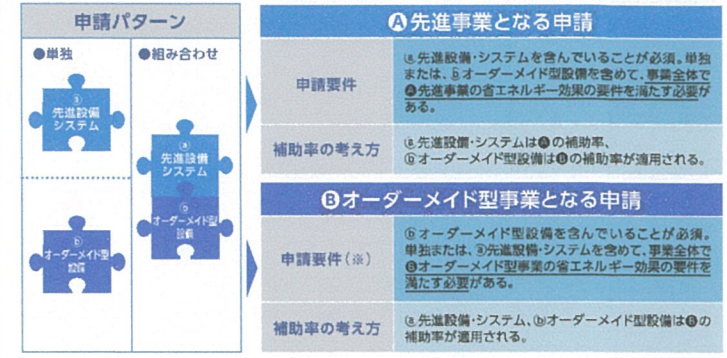 申請パターン
●単独
●組み合わせ
ⓐ
先進設備
システム
ⓑ
オーダーメイド型
設備
ⓐ
先進設備
システム
ⓑ
オーダーメイド型
設備
Ⓐ先進事業となる申請
申請要件
ⓐ先進設備・システムを含んでいることが必須。単独
または、ⓑオーダーメイド型設備を含めて、事業全体で
Ⓐ先進事業の省エネルギー効果の要件を満たす必要が
ある。
補助率の考え方
ⓐ先進設備・システムはⒶの補助率、
ⓑオーダーメイド型設備はⒷの補助率が適用される。
Ⓑオーダーメイド型事業となる申請
申請要件(※)
ⓑオーダーメイド型設備を含んでいることが必須。
単独または、ⓐ先進設備・システムを含めて、事業全体で
Ⓑオーダーメイド型事業の省エネルギー効果の要件を
満たす必要がある。
補助率の考え方
ⓐ先進設備・システム、ⓑオーダーメイド型設備はⒷの
補助率が適用される。